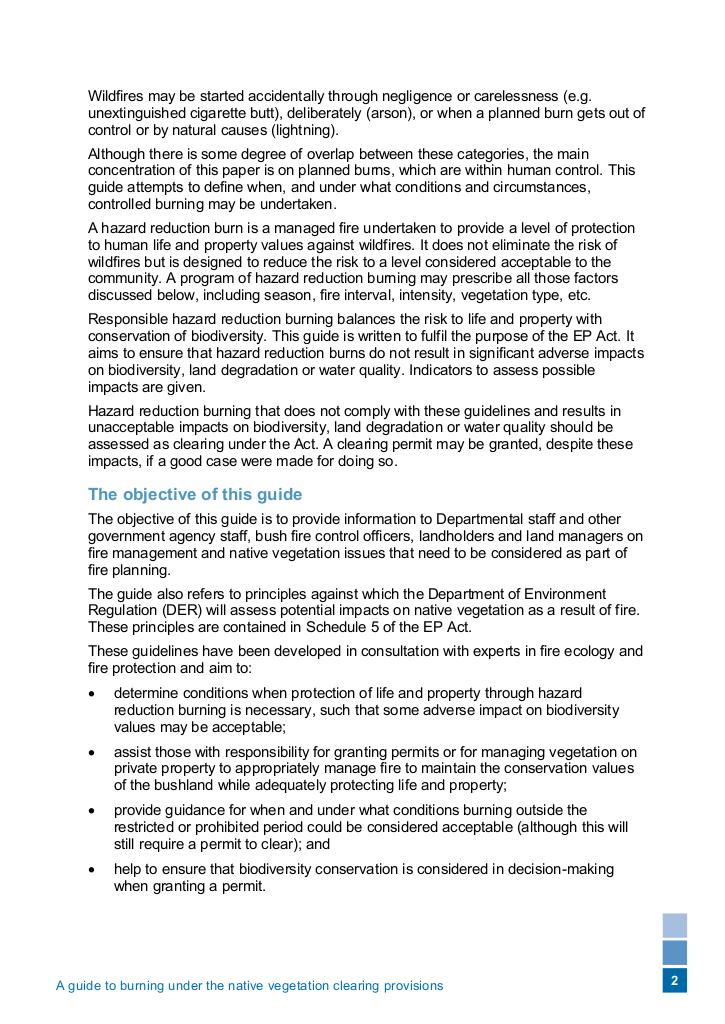 Wildfires may be started accidentally through negligence or carelessness (e.g.
unextinguished cigarette butt), deliberately (arson), or when a planned burn gets out of
control or by natural causes (lightning).
Although there is some degree of overlap between these categories, the main
concentration of this paper is on planned burns, which are within human control. This
guide attempts to define when, and under what conditions and circumstances,
controlled burning may be undertaken.
A hazard reduction burn is a managed fire undertaken to provide a level of protection
to human life and property values against wildfires. It does not eliminate the risk of
wildfires but is designed to reduce the risk to a level considered acceptable to the
community. A program of hazard reduction burning may prescribe all those factors
discussed below, including season, fire interval, intensity, vegetation type, etc.
Responsible hazard reduction burning balances the risk to life and property with
conservation of biodiversity. This guide is written to fulfil the purpose of the EP Act. It
aims to ensure that hazard reduction burns do not result in significant adverse impacts
on biodiversity, land degradation or water quality. Indicators to assess possible
impacts are given.
Hazard reduction burning that does not comply with these guidelines and results in
unacceptable impacts on biodiversity, land degradation or water quality should be
assessed as clearing under the Act. A clearing permit may be granted, despite these
impacts, if a good case were made for doing so.
The objective of this guide
The objective of this guide is to provide information to Departmental staff and other
government agency staff, bush fire control officers, landholders and land managers on
fire management and native vegetation issues that need to be considered as part of
fire planning.
The guide also refers to principles against which the Department of Environment
Regulation (DER) will assess potential impacts on native vegetation as a result of fire.
These principles are contained in Schedule 5 of the EP Act.
These guidelines have been developed in consultation with experts in fire ecology and
fire protection and aim to:
• determine conditions when protection of life and property through hazard
reduction burning is necessary, such that some adverse impact on biodiversity
values may be acceptable;
• assist those with responsibility for granting permits or for managing vegetation on
private property to appropriately manage fire to maintain the conservation values
of the bushland while adequately protecting life and property;
• provide guidance for when and under what conditions burning outside the
restricted or prohibited period could be considered acceptable (although this will
still require a permit to clear); and
• help to ensure that biodiversity conservation is considered in decision-making
when granting a permit.
A guide to burning under the native vegetation clearing provisions
2